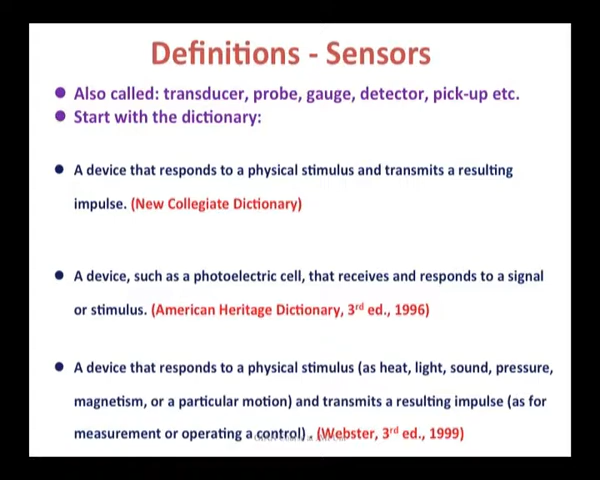 Definitions - Sensors
● Also called: transducer, probe, gauge, detector, pick-up etc.
● Start with the dictionary:
● A device that responds to a physical stimulus and transmits a resulting
impulse. (New Collegiate Dictionary)
● A device, such as a photoelectric cell, that receives and responds to a signal
or stimulus. (American Heritage Dictionary, 3rd ed., 1996)
● A device that responds to a physical stimulus (as heat, light, sound, pressure,
magnetism, or a particular motion) and transmits a resulting impulse (as for
measurement or operating a control) . (Webster, 3rd ed., 1999)